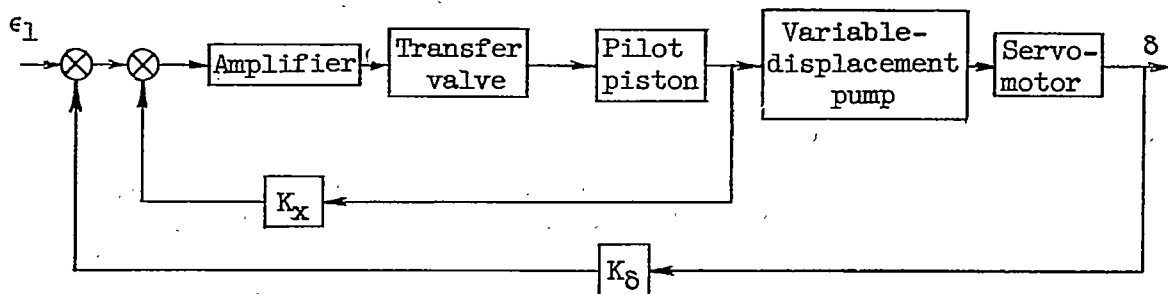 ϵ1
Amplifier
Transfer
valve
Pilot
piston
Variable-
displacement
pump
Servo-
motor
δ
Kx
Kδ